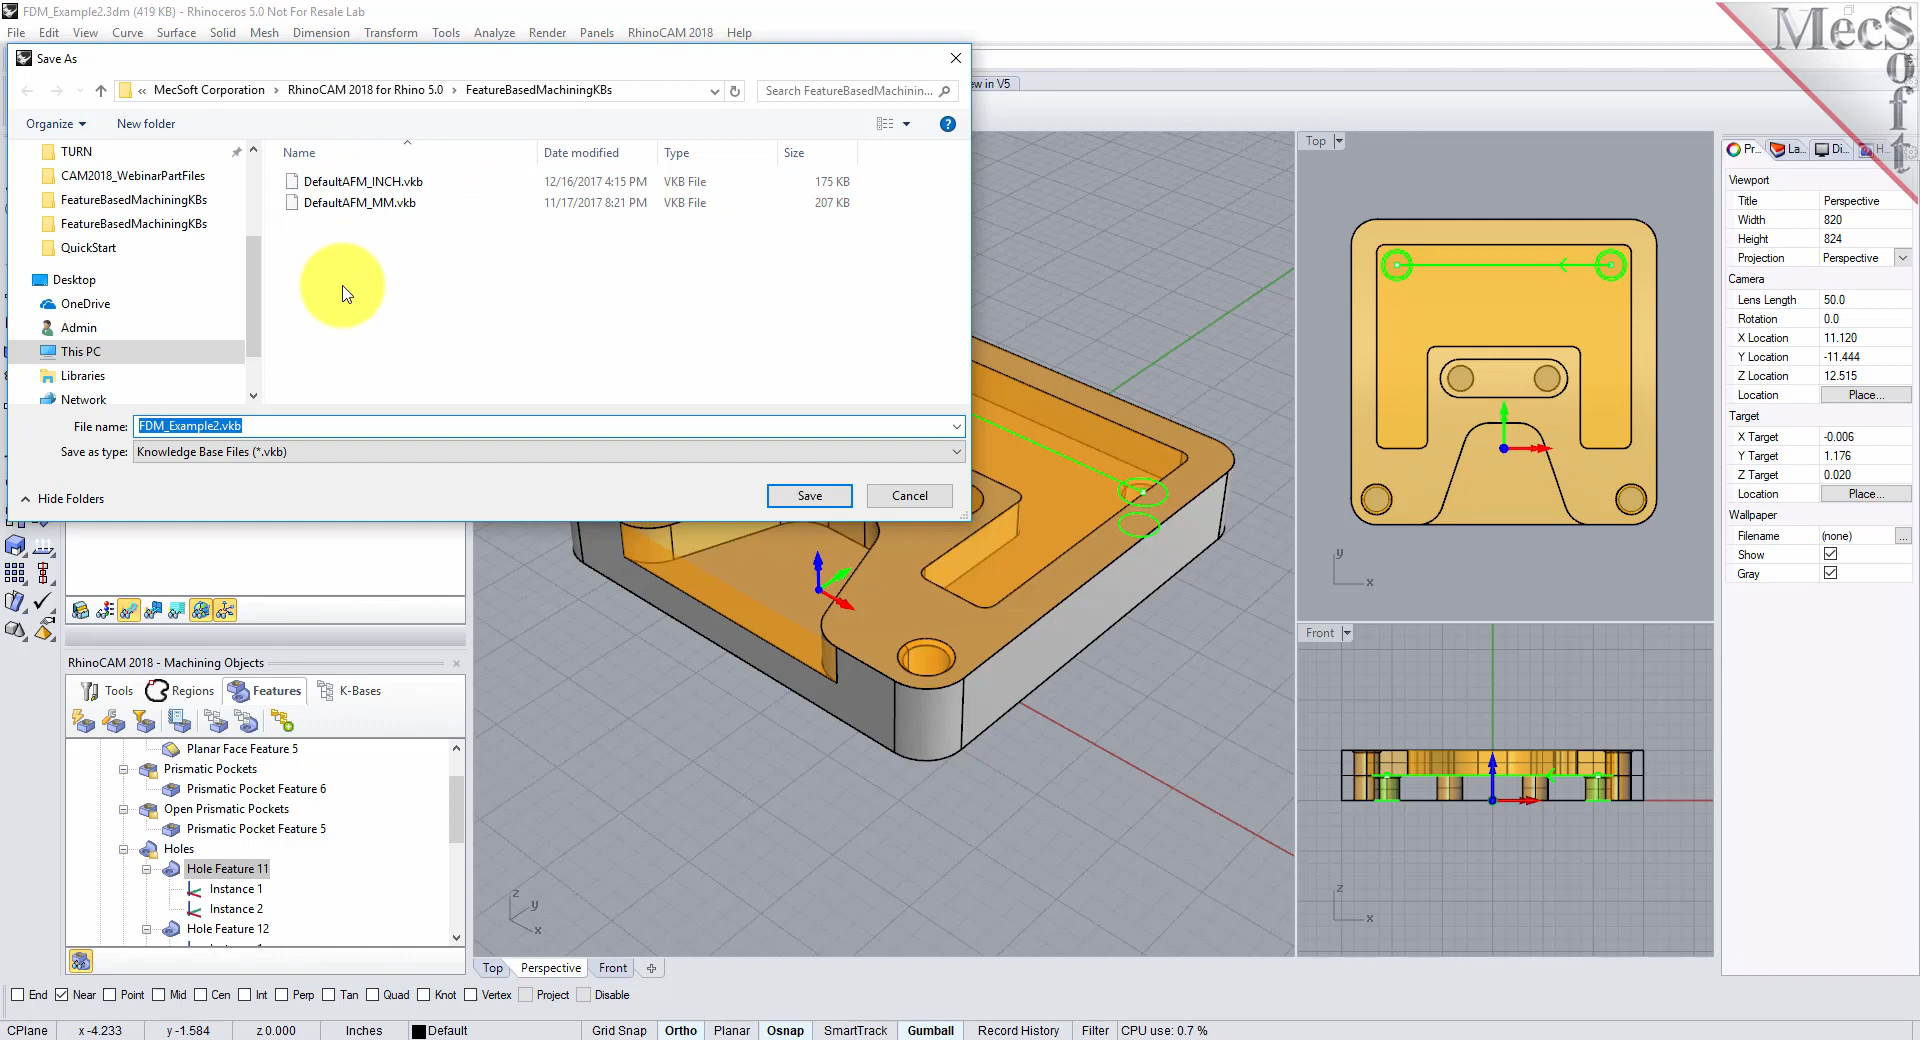 FDM_Example2.3dm (419 KB) - Rhinoceros 5.0 Not For Resale Lab
File Edit View Curve Surface Solid Mesh Dimension Transform Tools Analyze Render Panels RhinoCAM 2018 Help
MecSoft
Save As
« MecSoft Corporation › RhinoCAM 2018 for Rhino 5.0 › FeatureBasedMachiningKBs
Search FeatureBasedMachinin...
ew in V5
Organize New folder
Name Date modified Type Size
TURN
CAM2018_WebinarPartFiles
FeatureBasedMachiningKBs
FeatureBasedMachiningKBs
QuickStart
Desktop
OneDrive
Admin
This PC
Libraries
Network
DefaultAFM_INCH.vkb 12/16/2017 4:15 PM VKB File 175 KB
DefaultAFM_MM.vkb 11/17/2017 8:21 PM VKB File 207 KB
File name: FDM_Example2.vkb
Save as type: Knowledge Base Files (*.vkb)
Hide Folders
Save Cancel
RhinoCAM 2018 - Machining Objects
Tools Regions Features K-Bases
Planar Face Feature 5
Prismatic Pockets
Prismatic Pocket Feature 6
Open Prismatic Pockets
Prismatic Pocket Feature 5
Holes
Hole Feature 11
Instance 1
Instance 2
Hole Feature 12
z
y
x
Top
y
x
Front
z
x
Pr... La... Di... H
Viewport
Title Perspective
Width 820
Height 824
Projection Perspective
Camera
Lens Length 50.0
Rotation 0.0
X Location 11.120
Y Location -11.444
Z Location 12.515
Location Place...
Target
X Target -0.006
Y Target 1.176
Z Target 0.020
Location Place...
Wallpaper
Filename (none) ...
Show
Gray
Top Perspective Front
End Near Point Mid Cen Int Perp Tan Quad Knot Vertex Project Disable
CPlane x -4.233 y -1.584 z 0.000 Inches Default Grid Snap Ortho Planar Osnap SmartTrack Gumball Record History Filter CPU use: 0.7 %